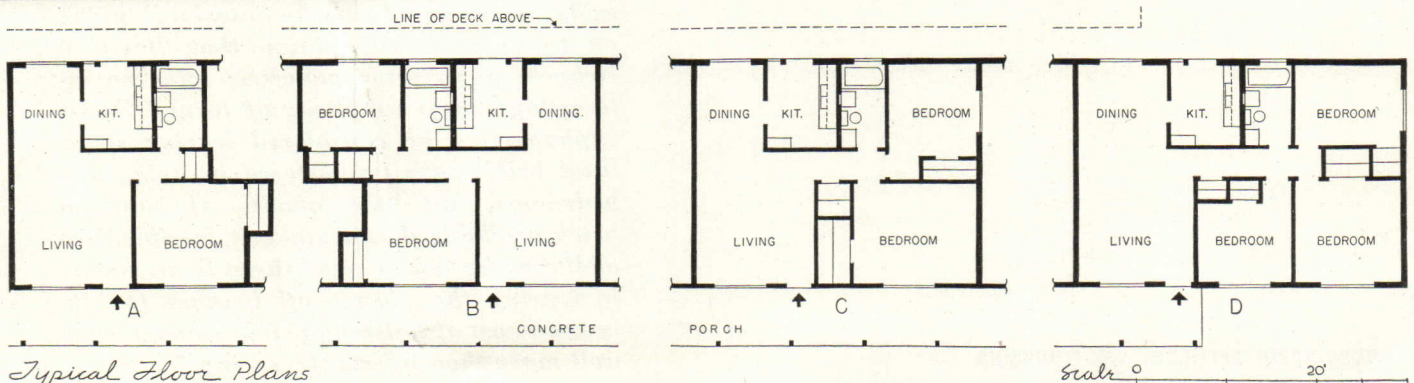 LINE OF DECK ABOVE
DINING KIT. BEDROOM KIT. DINING. DINING KIT. BEDROOM DINING KIT. BEDROOM
LIVING BEDROOM BEDROOM LIVING LIVING BEDROOM LIVING BEDROOM BEDROOM
A B C D
CONCRETE PORCH
Typical Floor Plans Scale 0 20'